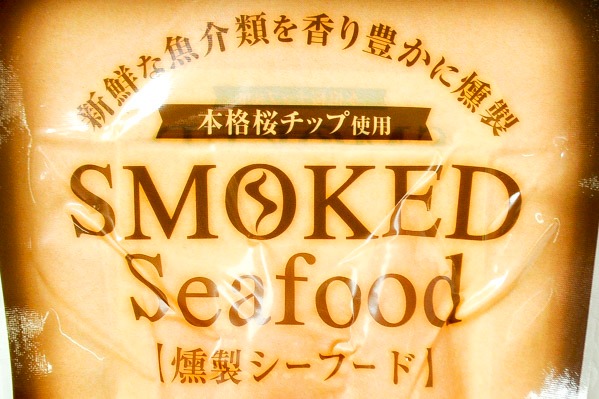 新鮮な魚介類を香り豊かに燻製
本格桜チップ使用
SMOKED
Seafood
【燻製シーフード】